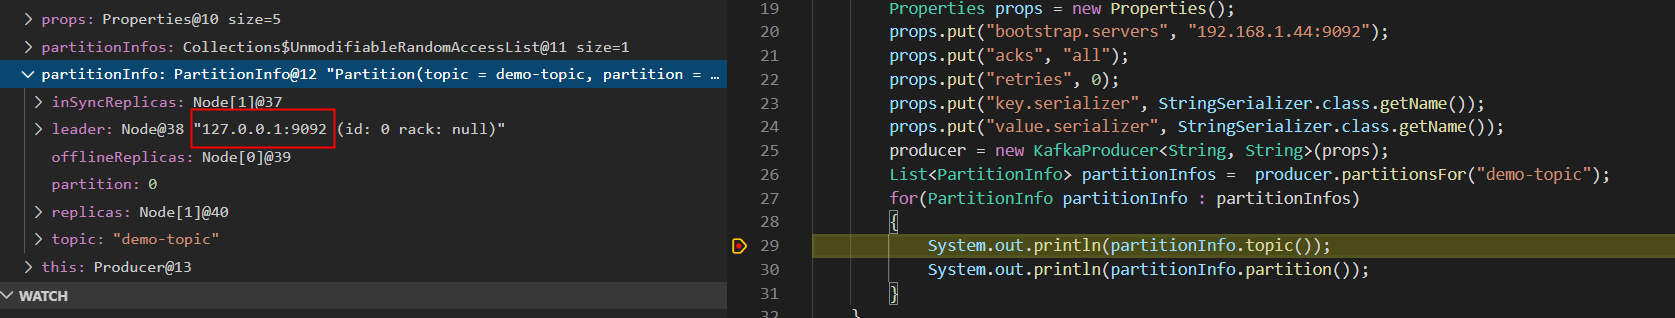 props: Properties@10 size=5
partitionInfos: Collections$UnmodifiableRandomAccessList@11 size=1
partitionInfo: PartitionInfo@12 "Partition(topic = demo-topic, partition = …
inSyncReplicas: Node[1]@37
leader: Node@38 "127.0.0.1:9092 (id: 0 rack: null)"
offlineReplicas: Node[0]@39
partition: 0
replicas: Node[1]@40
topic: "demo-topic"
this: Producer@13
WATCH
19 Properties props = new Properties();
20 props.put("bootstrap.servers", "192.168.1.44:9092");
21 props.put("acks", "all");
22 props.put("retries", 0);
23 props.put("key.serializer", StringSerializer.class.getName());
24 props.put("value.serializer", StringSerializer.class.getName());
25 producer = new KafkaProducer<String, String>(props);
26 List<PartitionInfo> partitionInfos =  producer.partitionsFor("demo-topic");
27 for(PartitionInfo partitionInfo : partitionInfos)
28 {
29 System.out.println(partitionInfo.topic());
30 System.out.println(partitionInfo.partition());
31 }
32 }